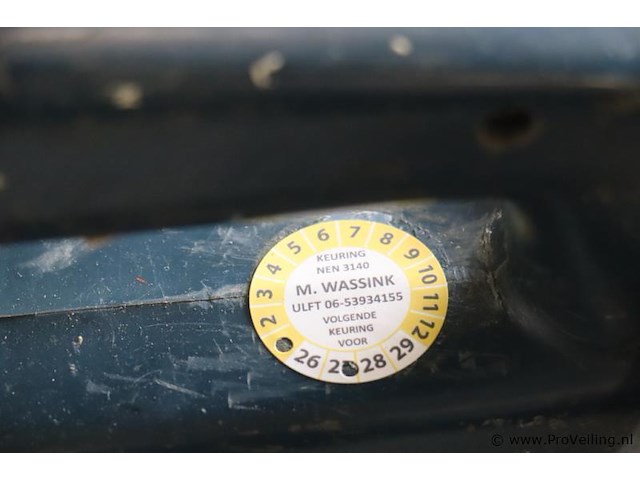 2 3 4 5 6 7 8 9 10 11 12
KEURING
NEN 3140
M. WASSINK
ULFT 06-53934155
VOLGENDE
KEURING
VOOR
26 28 29
© www.ProVeiling.nl